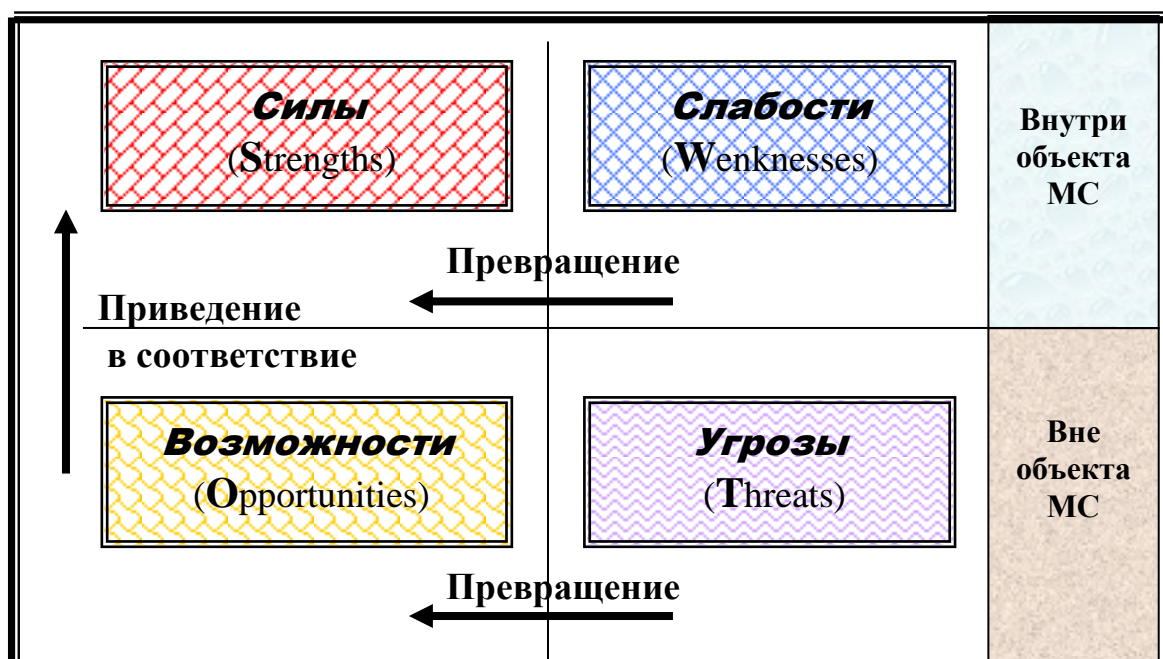 Силы
(Strengths)
Слабости
(Wenknesses)
Внутри
объекта
МС
Превращение
Приведение
в соответствие
Возможности
(Opportunities)
Угрозы
(Threats)
Вне
объекта
МС
Превращение